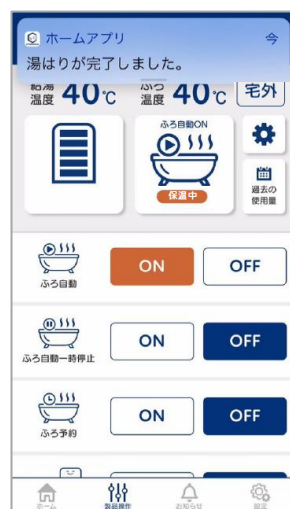 ホームアプリ
今
湯はりが完了しました。
給湯
温度 40℃
ふろ
温度 40℃
宅外
ふろ自動ON
保温中
過去の
使用量
ON
OFF
ふろ自動
ON
OFF
ふろ自動一時停止
ON
OFF
ふろ予約
ホーム
製品操作
お知らせ
設定